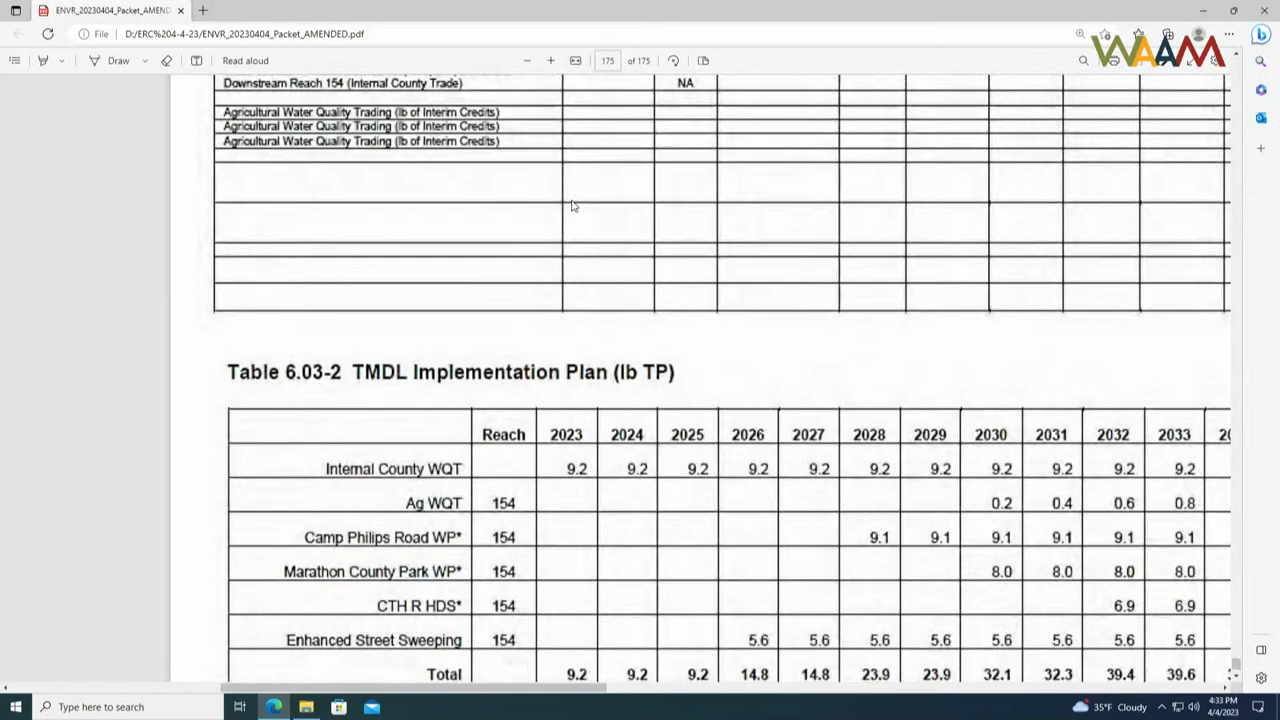 ENVR_20230404_Packet_AMENDED
File D:/ERC%204-4-23/ENVR_20230404_Packet_AMENDED.pdf
WAAM
Draw Read aloud 175 of 175
Downstream Reach 154 (Internal County Trade) NA
Agricultural Water Quality Trading (lb of Interim Credits)
Agricultural Water Quality Trading (lb of Interim Credits)
Agricultural Water Quality Trading (lb of Interim Credits)
Table 6.03-2 TMDL Implementation Plan (lb TP)
Reach 2023 2024 2025 2026 2027 2028 2029 2030 2031 2032 2033
Internal County WQT 9.2 9.2 9.2 9.2 9.2 9.2 9.2 9.2 9.2 9.2 9.2
Ag WQT 154 0.2 0.4 0.6 0.8
Camp Philips Road WP* 154 9.1 9.1 9.1 9.1 9.1 9.1
Marathon County Park WP* 154 8.0 8.0 8.0 8.0
CTH R HDS* 154 6.9 6.9
Enhanced Street Sweeping 154 5.6 5.6 5.6 5.6 5.6 5.6 5.6 5.6
Total 9.2 9.2 9.2 14.8 14.8 23.9 23.9 32.1 32.3 39.4 39.6
Type here to search 35°F Cloudy 4:33 PM
4/4/2023